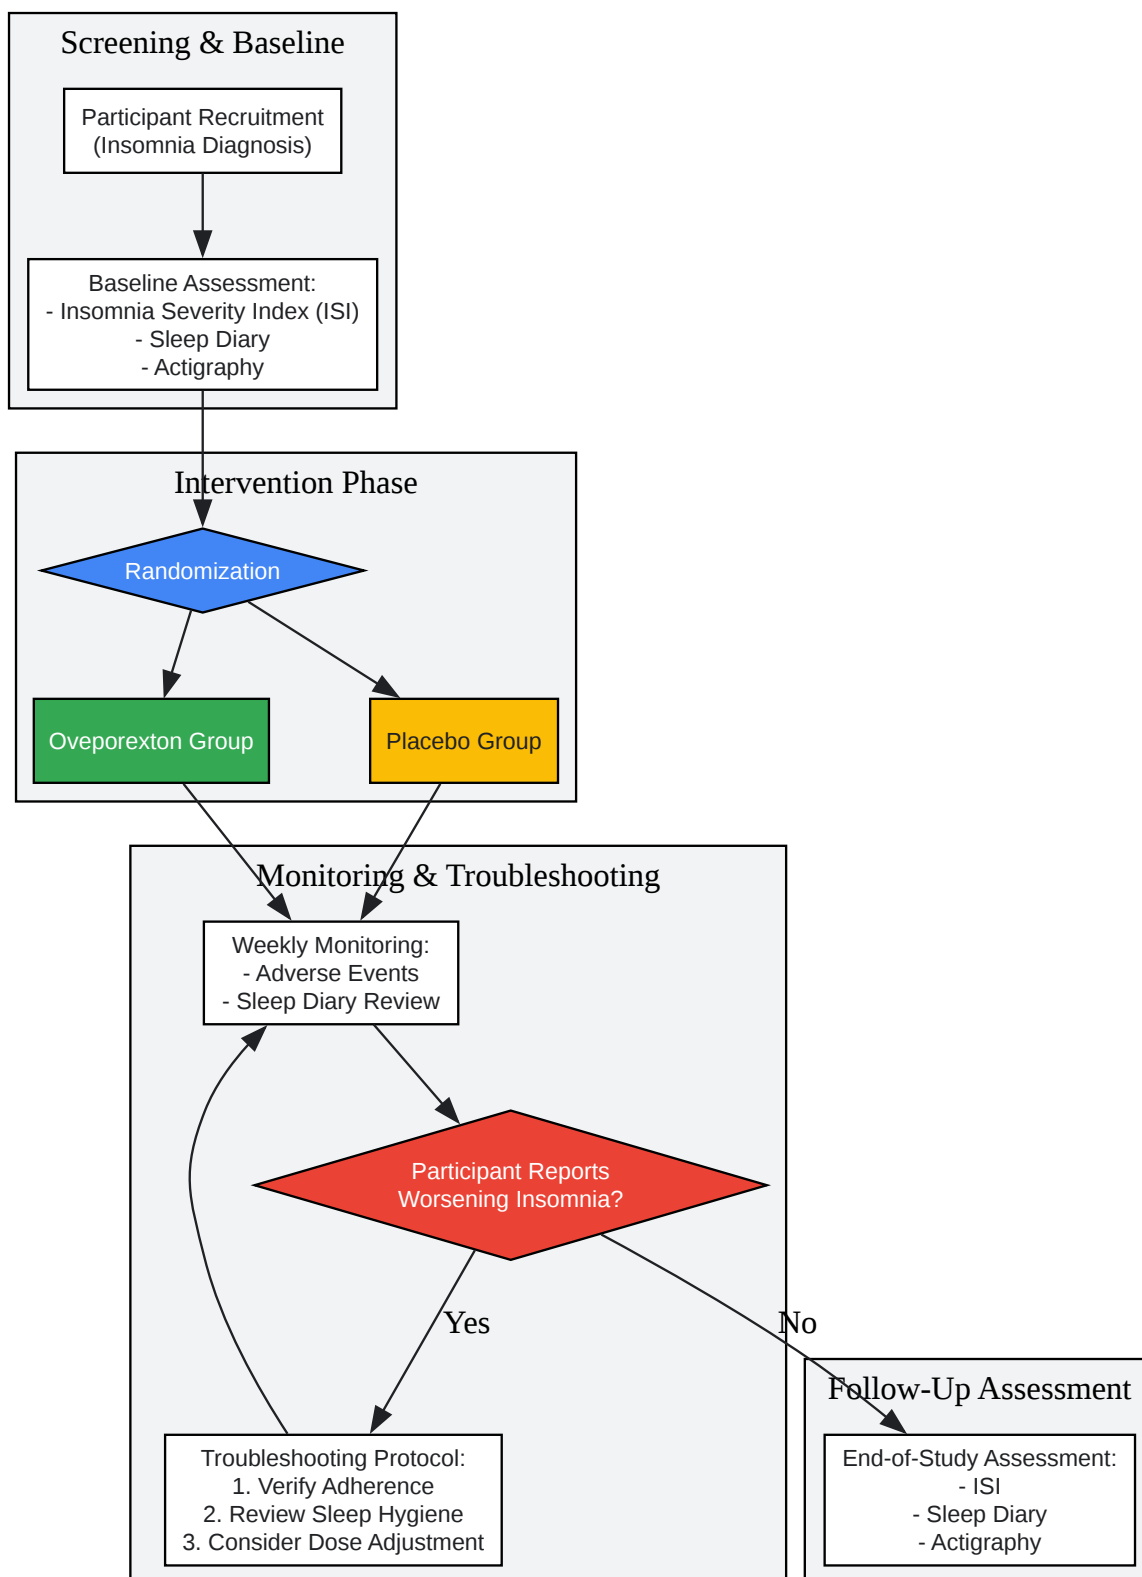 Screening & Baseline
Participant Recruitment
(Insomnia Diagnosis)
Baseline Assessment:
- Insomnia Severity Index (ISI)
- Sleep Diary
- Actigraphy
Intervention Phase
Randomization
Oveporexton Group
Placebo Group
Monitoring & Troubleshooting
Weekly Monitoring:
- Adverse Events
- Sleep Diary Review
Participant Reports
Worsening Insomnia?
Yes
No
Troubleshooting Protocol:
1. Verify Adherence
2. Review Sleep Hygiene
3. Consider Dose Adjustment
Follow-Up Assessment
End-of-Study Assessment:
- ISI
- Sleep Diary
- Actigraphy